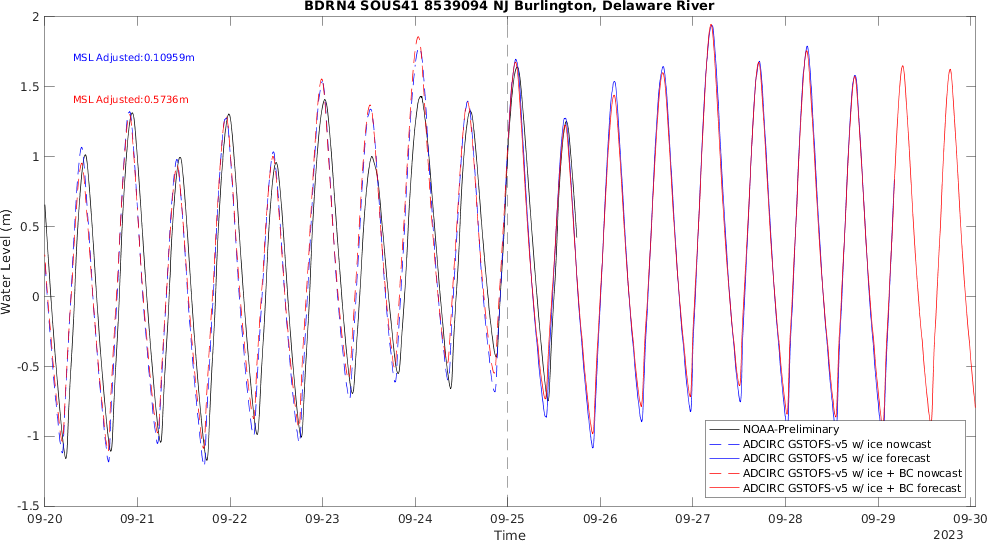 BDRN4 SOUS41 8539094 NJ Burlington, Delaware River
MSL Adjusted:0.10959m
MSL Adjusted:0.5736m
Water Level (m)
2
1.5
1
0.5
0
-0.5
-1
-1.5
NOAA-Preliminary
ADCIRC GSTOFS-v5 w/ ice nowcast
ADCIRC GSTOFS-v5 w/ ice forecast
ADCIRC GSTOFS-v5 w/ ice + BC nowcast
ADCIRC GSTOFS-v5 w/ ice + BC forecast
09-20 09-21 09-22 09-23 09-24 09-25 09-26 09-27 09-28 09-29 09-30
Time
2023